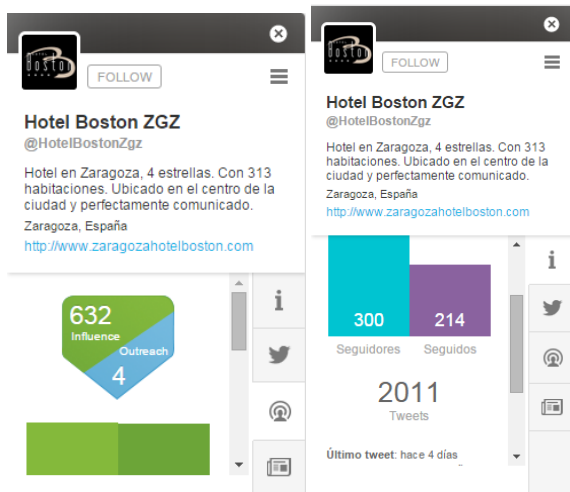 HOTEL
Boston
FOLLOW
Hotel Boston ZGZ
@HotelBostonZgz
Hotel en Zaragoza, 4 estrellas. Con 313
habitaciones. Ubicado en el centro de la
ciudad y perfectamente comunicado.
Zaragoza, España
http://www.zaragozahotelboston.com
632
Influence
Outreach
4
i
Boston
FOLLOW
Hotel Boston ZGZ
@HotelBostonZgz
Hotel en Zaragoza, 4 estrellas. Con 313
habitaciones. Ubicado en el centro de la
ciudad y perfectamente comunicado.
Zaragoza, España
http://www.zaragozahotelboston.com
300 214
Seguidores Seguidos
2011
Tweets
Último tweet: hace 4 días
i